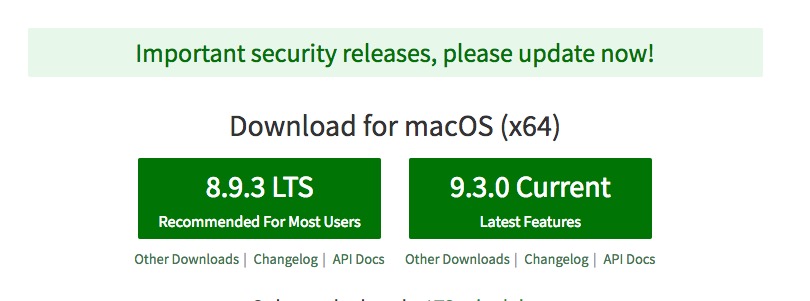 Important security releases, please update now!
Download for macOS (x64)
8.9.3 LTS
Recommended For Most Users
9.3.0 Current
Latest Features
Other Downloads | Changelog | API Docs
Other Downloads | Changelog | API Docs